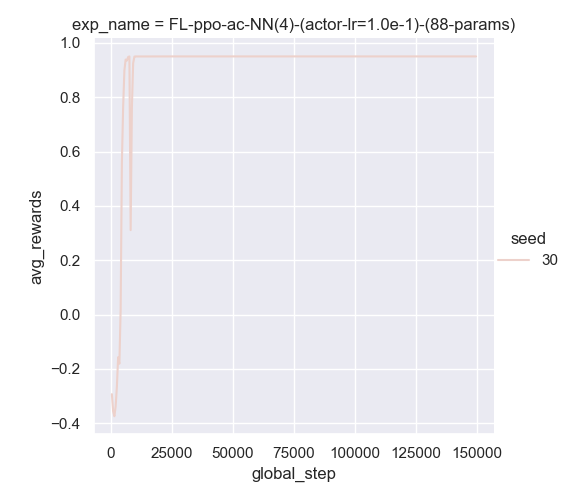 exp_name = FL-ppo-ac-NN(4)-(actor-lr=1.0e-1)-(88-params)
1.0
0.8
0.6
0.4
0.2
0.0
−0.2
−0.4
avg_rewards
0 25000 50000 75000 100000 125000 150000
global_step
seed
30